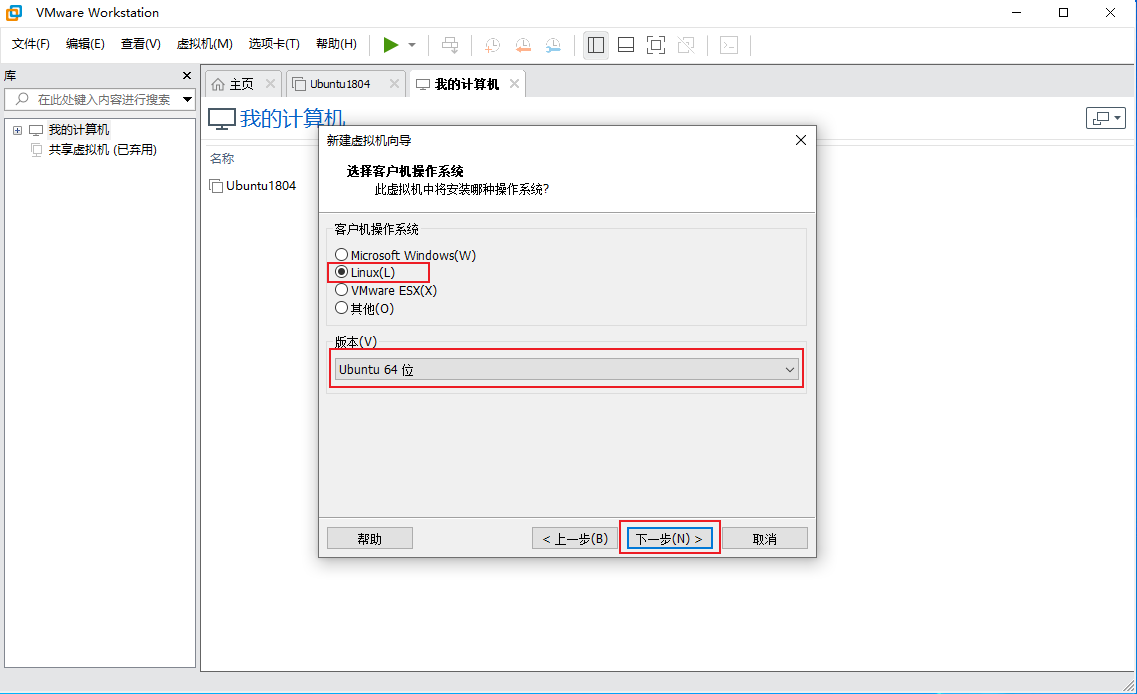 VMware Workstation
文件(F) 编辑(E) 查看(V) 虚拟机(M) 选项卡(T) 帮助(H)
库
在此处键入内容进行搜索
我的计算机
共享虚拟机 (已弃用)
主页 Ubuntu1804 我的计算机
我的计算机
名称
Ubuntu1804
新建虚拟机向导
选择客户机操作系统
此虚拟机中将安装哪种操作系统?
客户机操作系统
Microsoft Windows(W)
Linux(L)
VMware ESX(X)
其他(O)
版本(V)
Ubuntu 64 位
帮助 < 上一步(B) 下一步(N) > 取消